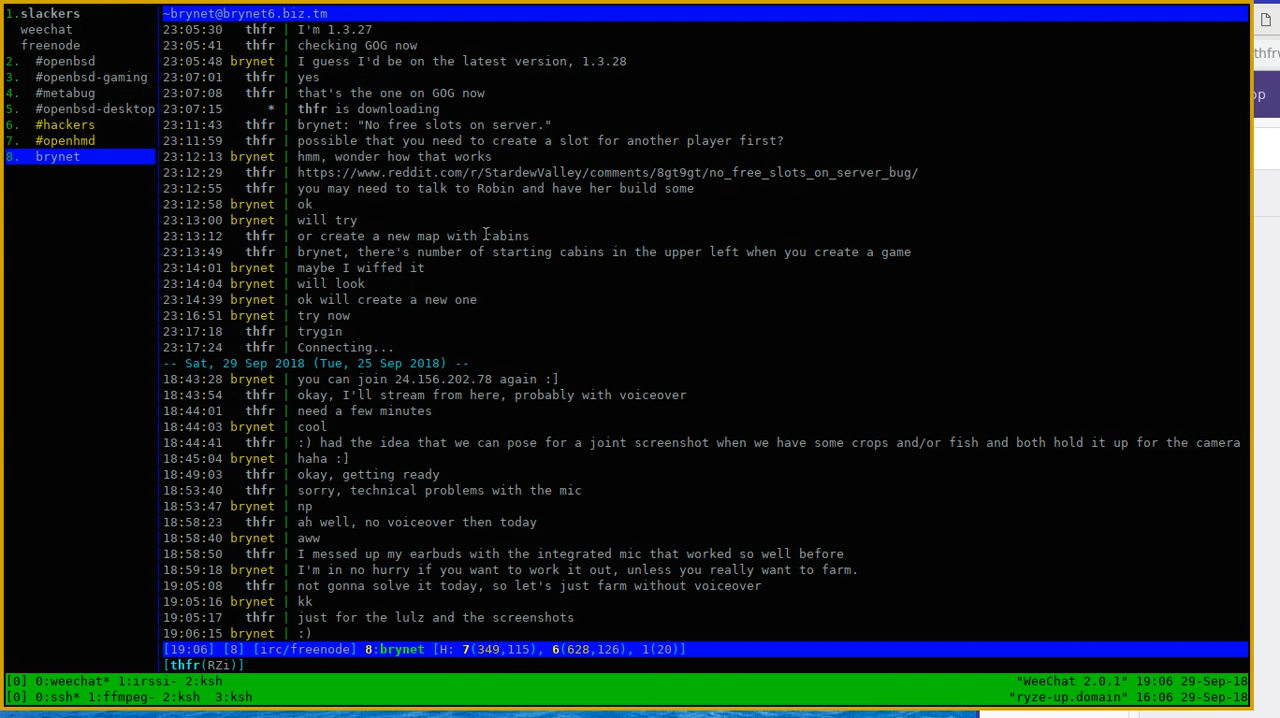 1.slackers
weechat
freenode
2. #openbsd
3. #openbsd-gaming
4. #metabug
5. #openbsd-desktop
6. #hackers
7. #openhmd
8. brynet
~brynet@brynet6.biz.tm
23:05:30 thfr | I'm 1.3.27
23:05:41 thfr | checking GOG now
23:05:48 brynet | I guess I'd be on the latest version, 1.3.28
23:07:01 thfr | yes
23:07:08 thfr | that's the one on GOG now
23:07:15 * | thfr is downloading
23:11:43 thfr | brynet: "No free slots on server."
23:11:59 thfr | possible that you need to create a slot for another player first?
23:12:13 brynet | hmm, wonder how that works
23:12:29 thfr | https://www.reddit.com/r/StardewValley/comments/8gt9gt/no_free_slots_on_server_bug/
23:12:55 thfr | you may need to talk to Robin and have her build some
23:12:58 brynet | ok
23:13:00 brynet | will try
23:13:12 thfr | or create a new map with cabins
23:13:49 thfr | brynet, there's number of starting cabins in the upper left when you create a game
23:14:01 brynet | maybe I wiffed it
23:14:04 brynet | will look
23:14:39 brynet | ok will create a new one
23:16:51 brynet | try now
23:17:18 thfr | trygin
23:17:24 thfr | Connecting...
-- Sat, 29 Sep 2018 (Tue, 25 Sep 2018) --
18:43:28 brynet | you can join 24.156.202.78 again :]
18:43:54 thfr | okay, I'll stream from here, probably with voiceover
18:44:01 thfr | need a few minutes
18:44:03 brynet | cool
18:44:41 thfr | :) had the idea that we can pose for a joint screenshot when we have some crops and/or fish and both hold it up for the camera
18:45:04 brynet | haha :]
18:49:03 thfr | okay, getting ready
18:53:40 thfr | sorry, technical problems with the mic
18:53:47 brynet | np
18:58:23 thfr | ah well, no voiceover then today
18:58:40 brynet | aww
18:58:50 thfr | I messed up my earbuds with the integrated mic that worked so well before
18:59:18 brynet | I'm in no hurry if you want to work it out, unless you really want to farm.
19:05:08 thfr | not gonna solve it today, so let's just farm without voiceover
19:05:16 brynet | kk
19:05:17 thfr | just for the lulz and the screenshots
19:06:15 brynet | :)
[19:06] [8] [irc/freenode] 8:brynet [H: 7(349,115), 6(628,126), 1(20)]
[thfr(RZi)]
[0] 0:weechat* 1:irssi- 2:ksh "WeeChat 2.0.1" 19:06 29-Sep-18
[0] 0:ssh* 1:ffmpeg- 2:ksh 3:ksh "ryze-up.domain" 16:06 29-Sep-18